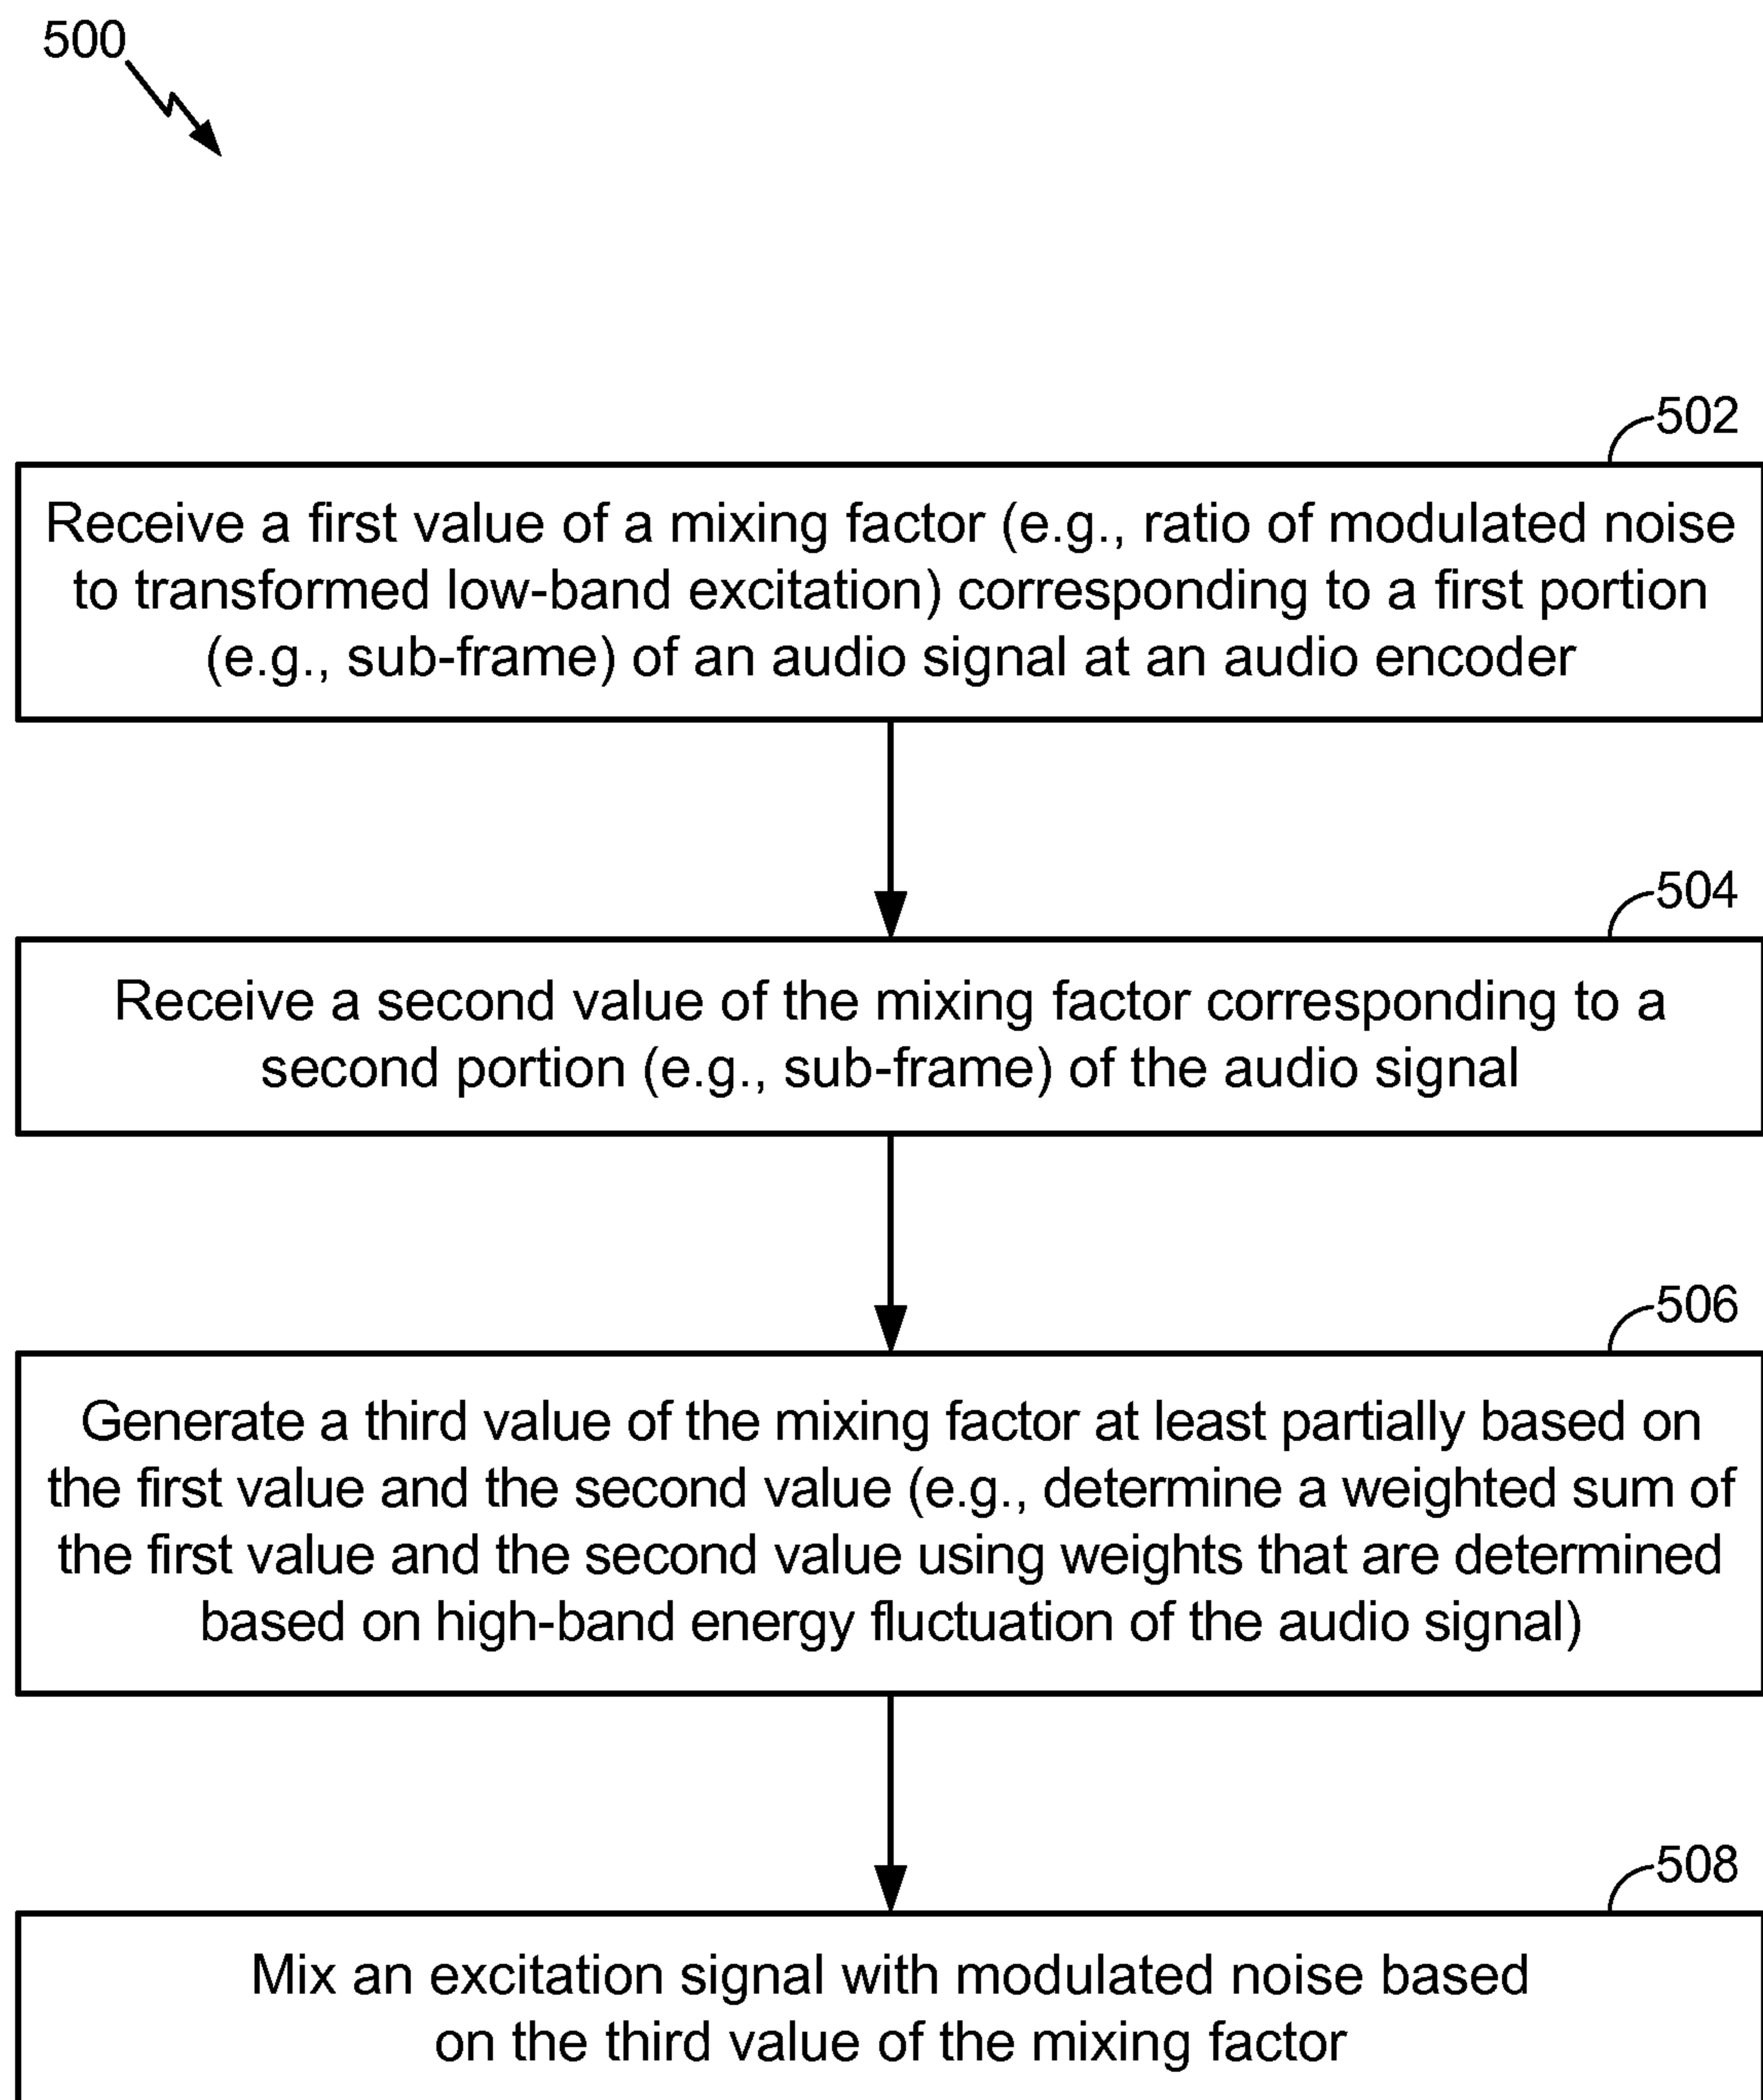 500
502
Receive a first value of a mixing factor (e.g., ratio of modulated noise
to transformed low-band excitation) corresponding to a first portion
(e.g., sub-frame) of an audio signal at an audio encoder
504
Receive a second value of the mixing factor corresponding to a
second portion (e.g., sub-frame) of the audio signal
506
Generate a third value of the mixing factor at least partially based on
the first value and the second value (e.g., determine a weighted sum of
the first value and the second value using weights that are determined
based on high-band energy fluctuation of the audio signal)
508
Mix an excitation signal with modulated noise based
on the third value of the mixing factor